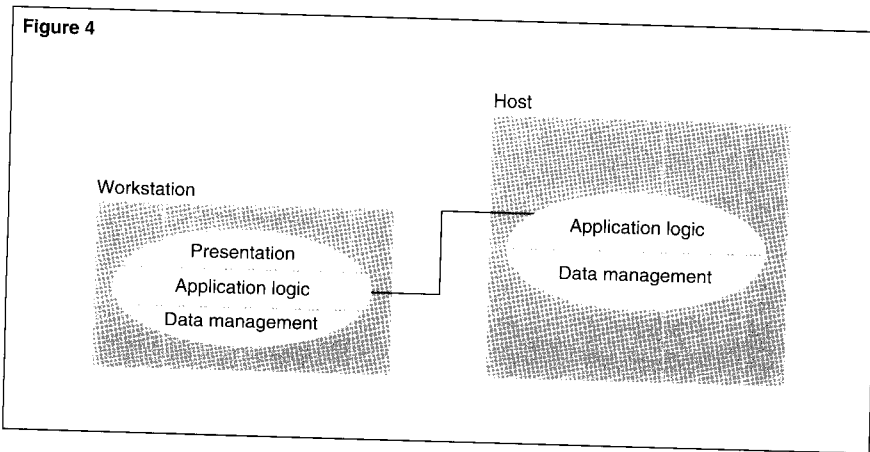 Figure 4
Host
Workstation
Presentation
Application logic
Data management
Application logic
Data management